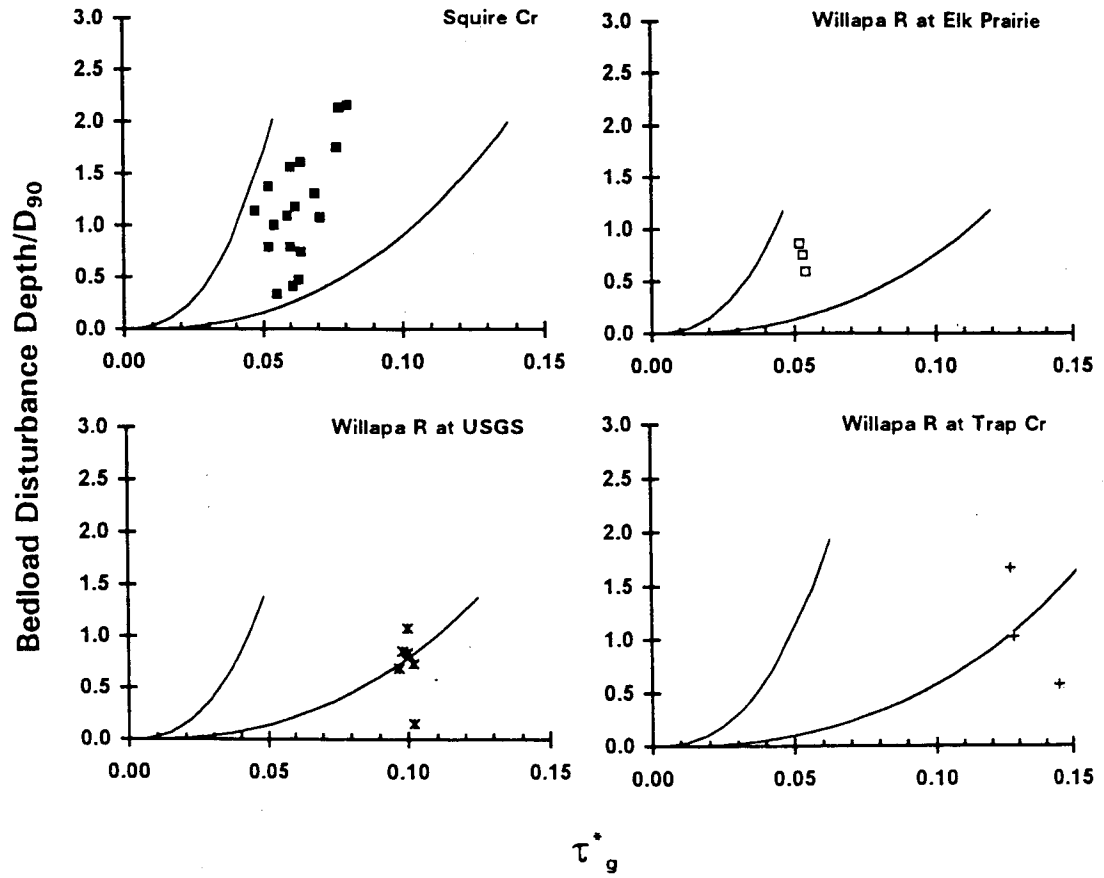 Squire Cr
3.0
2.5
2.0
1.5
1.0
0.5
0.0
0.00 0.05 0.10 0.15
Willapa R at Elk Prairie
3.0
2.5
2.0
1.5
1.0
0.5
0.0
0.00 0.05 0.10 0.15
Bedload Disturbance Depth/D90
Willapa R at USGS
3.0
2.5
2.0
1.5
1.0
0.5
0.0
0.00 0.05 0.10 0.15
Willapa R at Trap Cr
3.0
2.5
2.0
1.5
1.0
0.5
0.0
0.00 0.05 0.10 0.15
τ*g